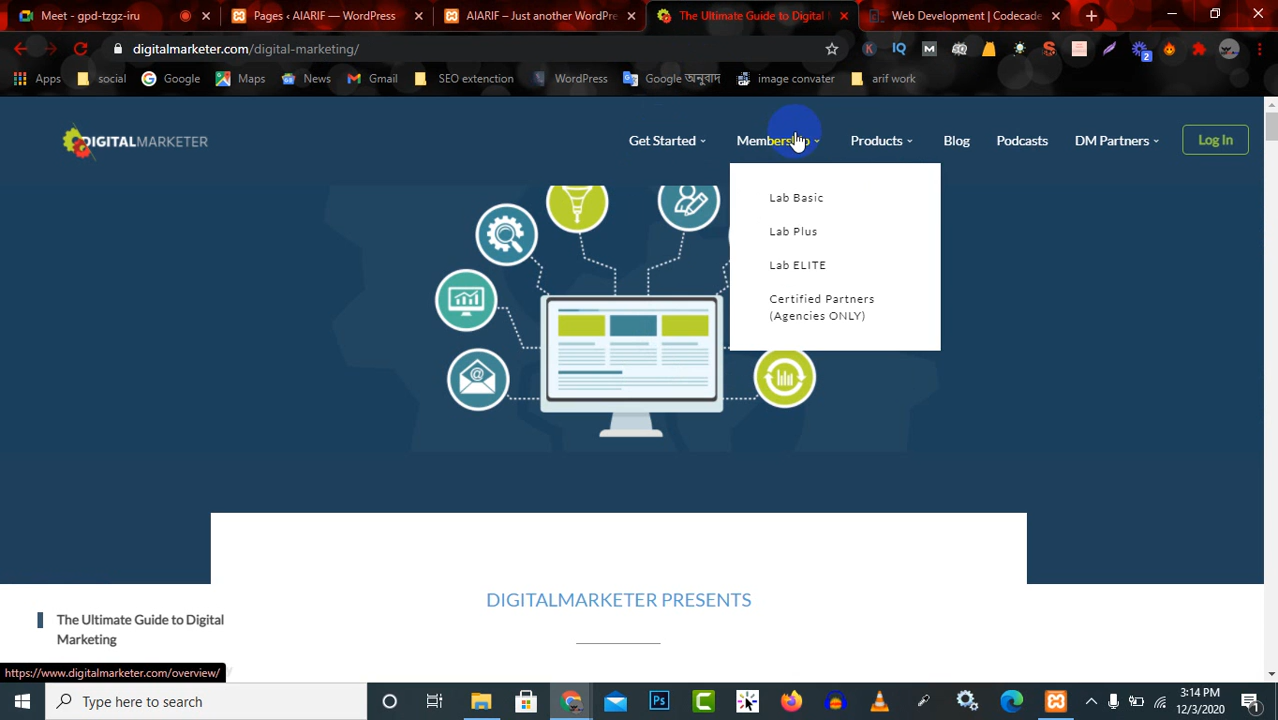 Meet - gpd-tzgz-iru
Pages ‹ AIARIF — WordPress
AIARIF – Just another WordPre
The Ultimate Guide to Digital
Web Development | Codecade
digitalmarketer.com/digital-marketing/
Apps
social
Google
Maps
News
Gmail
SEO extenction
WordPress
Google অনুবাদ
image convater
arif work
DIGITALMARKETER
Get Started
Membership
Products
Blog
Podcasts
DM Partners
Log In
Lab Basic
Lab Plus
Lab ELITE
Certified Partners
(Agencies ONLY)
DIGITALMARKETER PRESENTS
The Ultimate Guide to Digital
Marketing
https://www.digitalmarketer.com/overview/
Type here to search
3:14 PM
12/3/2020